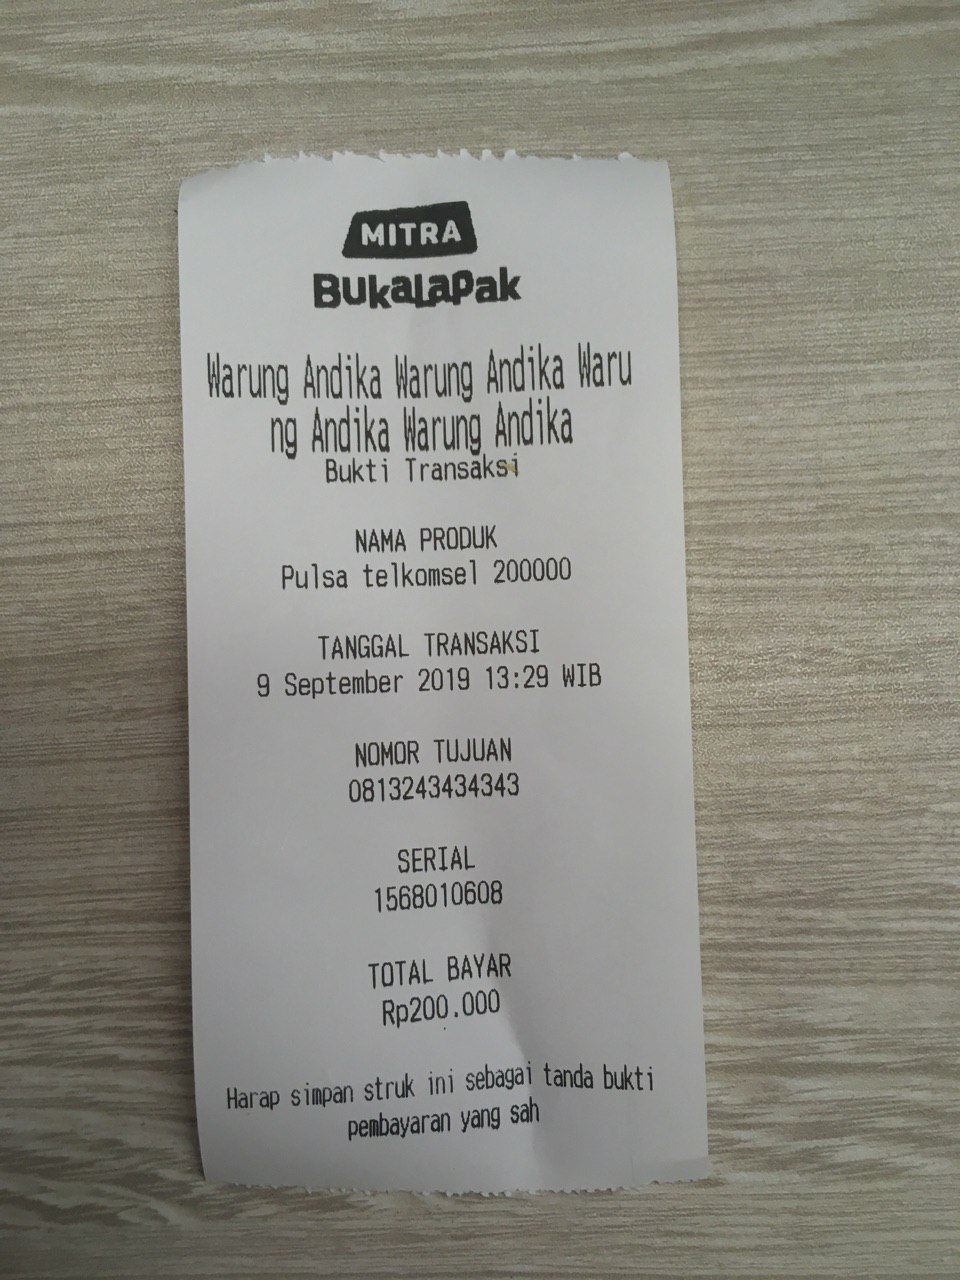 MITRA
BukaLapak
Warung Andika Warung Andika Waru
ng Andika Warung Andika
Bukti Transaksi
NAMA PRODUK
Pulsa telkomsel 200000
TANGGAL TRANSAKSI
9 September 2019 13:29 WIB
NOMOR TUJUAN
0813243434343
SERIAL
1568010608
TOTAL BAYAR
Rp200.000
Harap simpan struk ini sebagai tanda bukti
pembayaran yang sah